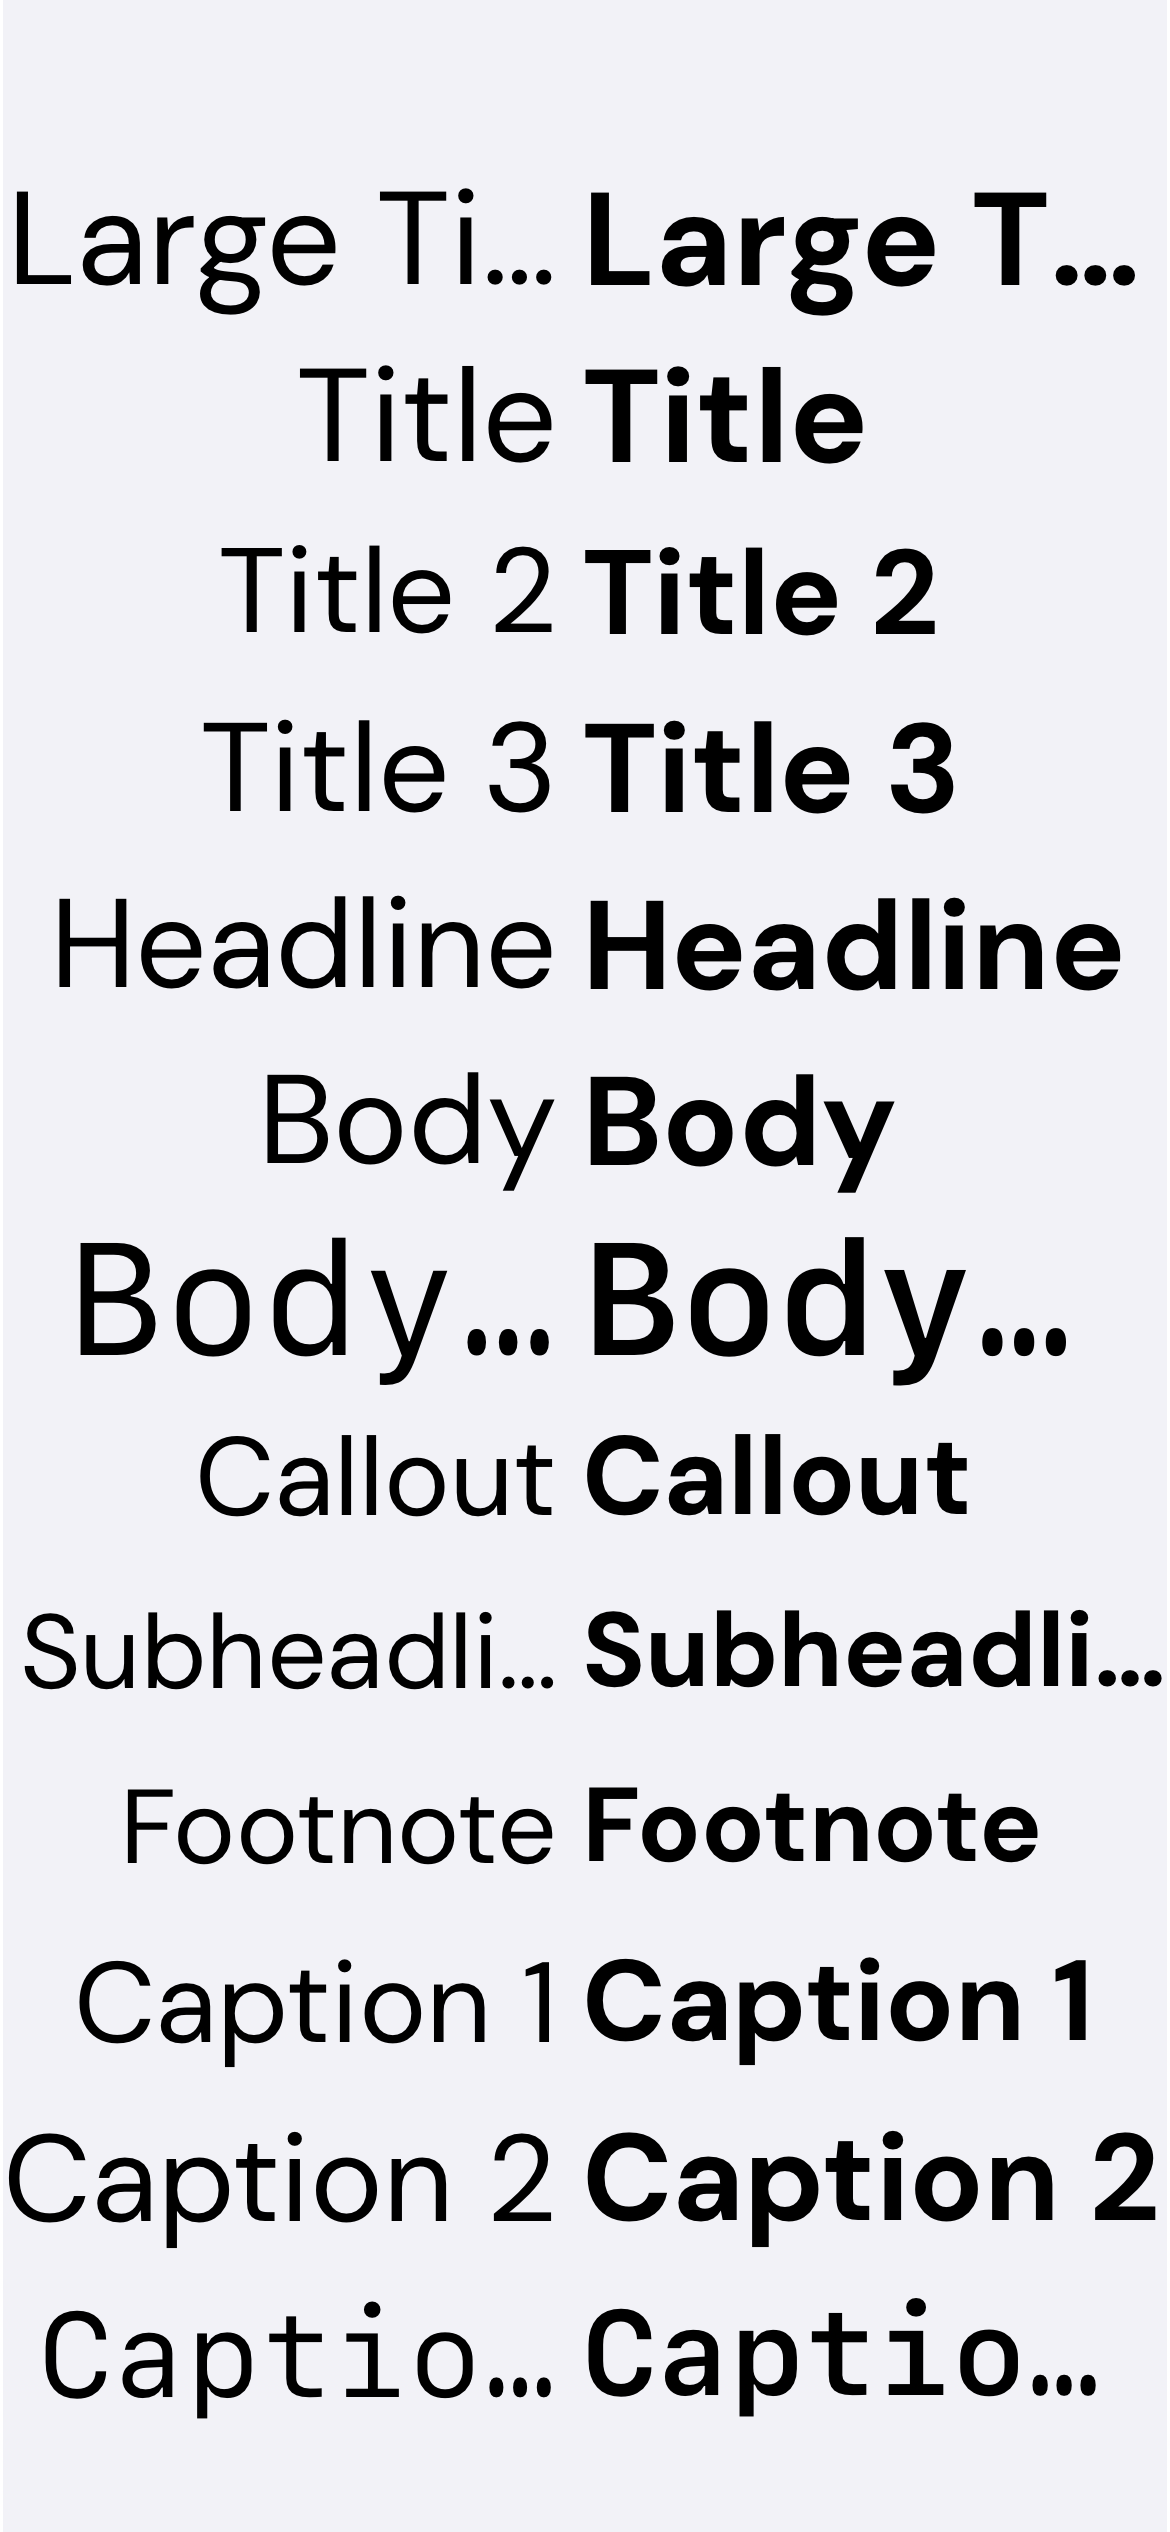 Large Ti… Large T…
Title Title
Title 2 Title 2
Title 3 Title 3
Headline Headline
Body Body
Body… Body…
Callout Callout
Subheadli… Subheadli…
Footnote Footnote
Caption 1 Caption 1
Caption 2 Caption 2
Captio… Captio…